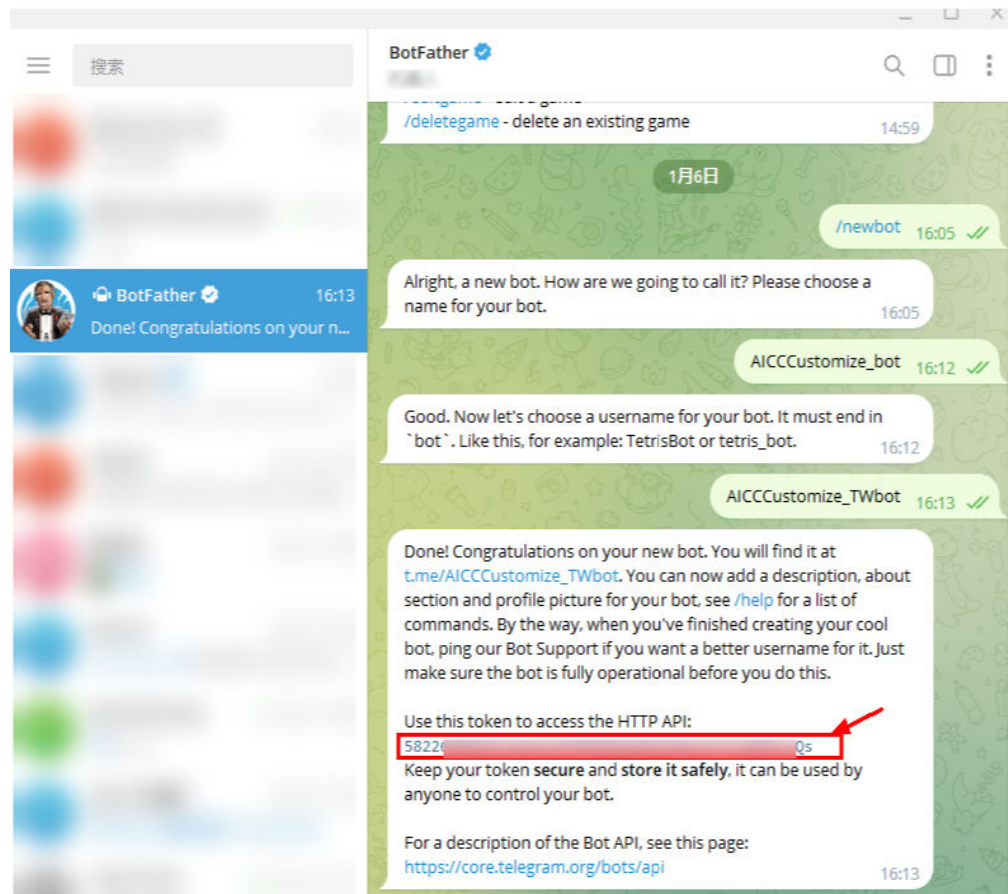 搜索
BotFather
/deletegame - delete an existing game
14:59
1月6日
/newbot 16:05
BotFather 16:13
Done! Congratulations on your n...
Alright, a new bot. How are we going to call it? Please choose a
name for your bot.
16:05
AICCCustomize_bot 16:12
Good. Now let's choose a username for your bot. It must end in
`bot`. Like this, for example: TetrisBot or tetris_bot.
16:12
AICCCustomize_TWbot 16:13
Done! Congratulations on your new bot. You will find it at
t.me/AICCCustomize_TWbot. You can now add a description, about
section and profile picture for your bot, see /help for a list of
commands. By the way, when you've finished creating your cool
bot, ping our Bot Support if you want a better username for it. Just
make sure the bot is fully operational before you do this.
Use this token to access the HTTP API:
5822 Qs
Keep your token secure and store it safely, it can be used by
anyone to control your bot.
For a description of the Bot API, see this page:
https://core.telegram.org/bots/api
16:13